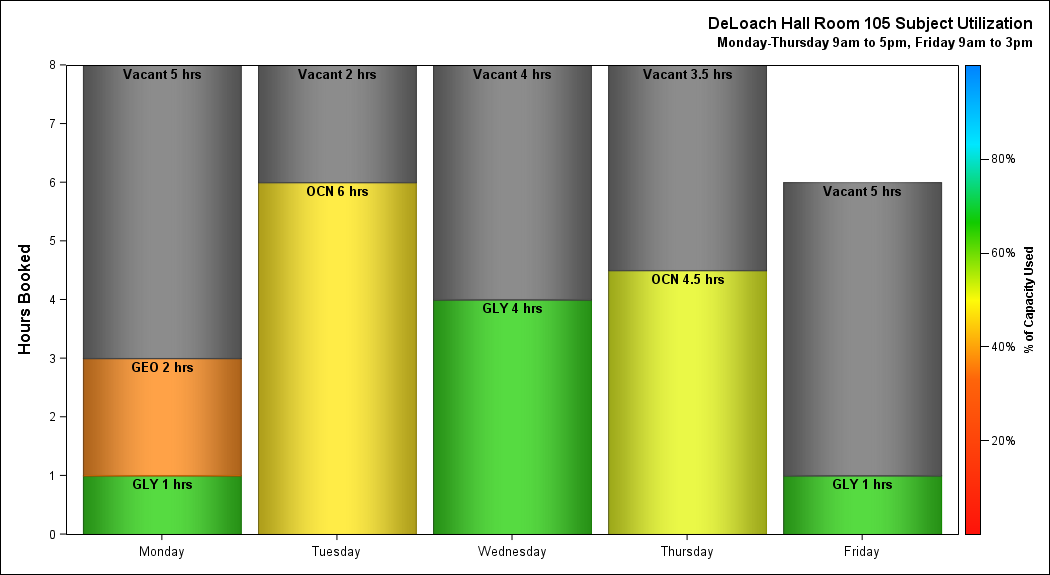 DeLoach Hall Room 105 Subject Utilization
Monday-Thursday 9am to 5pm, Friday 9am to 3pm
Hours Booked
8
7
6
5
4
3
2
1
0
Vacant 5 hrs
GEO 2 hrs
GLY 1 hrs
Vacant 2 hrs
OCN 6 hrs
Vacant 4 hrs
GLY 4 hrs
Vacant 3.5 hrs
OCN 4.5 hrs
Vacant 5 hrs
GLY 1 hrs
Monday
Tuesday
Wednesday
Thursday
Friday
80%
60%
40%
20%
% of Capacity Used